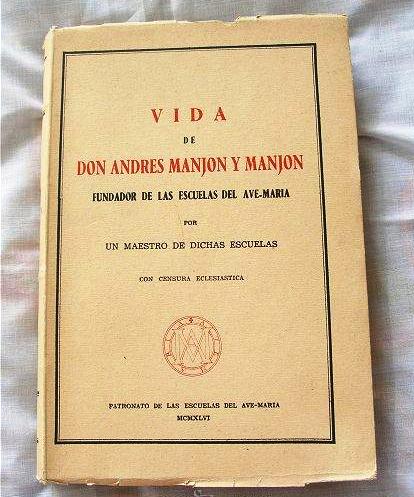 VIDA
DE
DON ANDRES MANJON Y MANJON
FUNDADOR DE LAS ESCUELAS DEL AVE-MARIA
POR
UN MAESTRO DE DICHAS ESCUELAS
CON CENSURA ECLESIASTICA
PATRONATO DE LAS ESCUELAS DEL AVE-MARIA
MCMXLVI